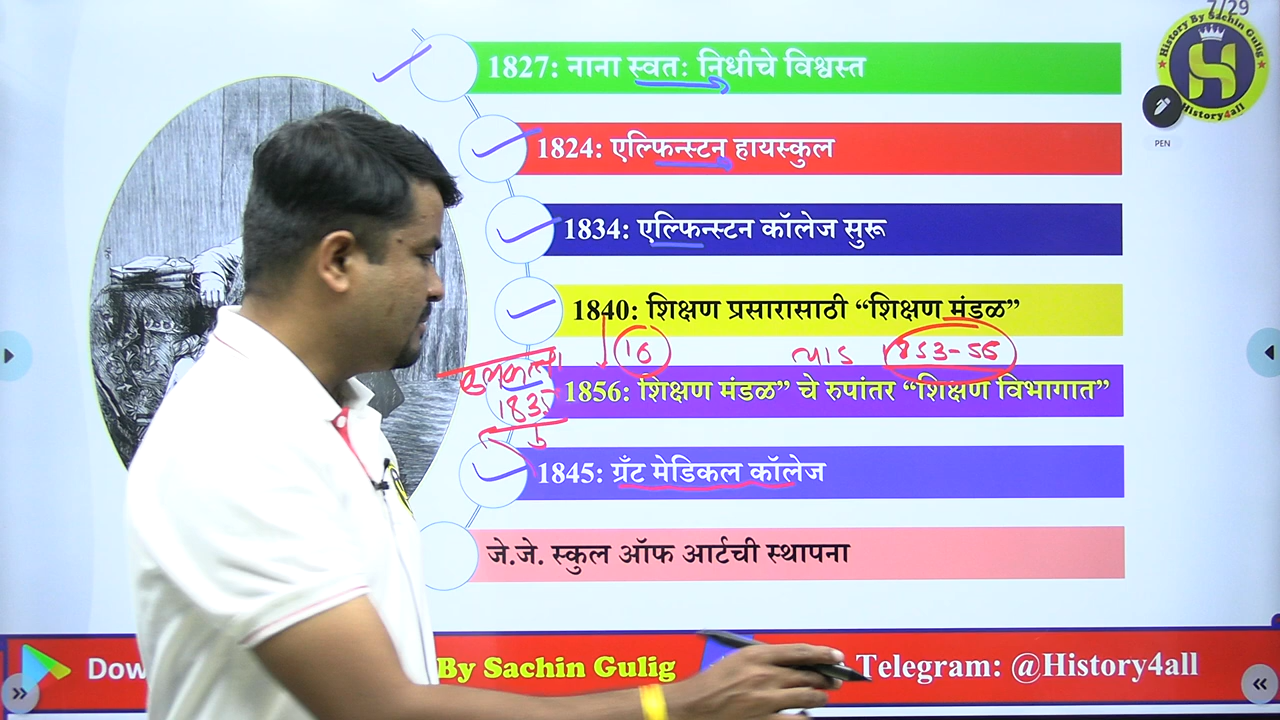 7/29
History By Sachin Gulig
H
History4all
PEN
1827: नाना स्वतः निधीचे विश्वस्त
1824: एल्फिन्स्टन हायस्कुल
1834: एल्फिन्स्टन कॉलेज सुरू
1840: शिक्षण प्रसारासाठी “शिक्षण मंडळ”
16
1853-56
1856: शिक्षण मंडळ” चे रुपांतर “शिक्षण विभागात”
1835
1845: ग्रँट मेडिकल कॉलेज
जे.जे. स्कुल ऑफ आर्टची स्थापना
Dow
By Sachin Gulig
Telegram: @History4all